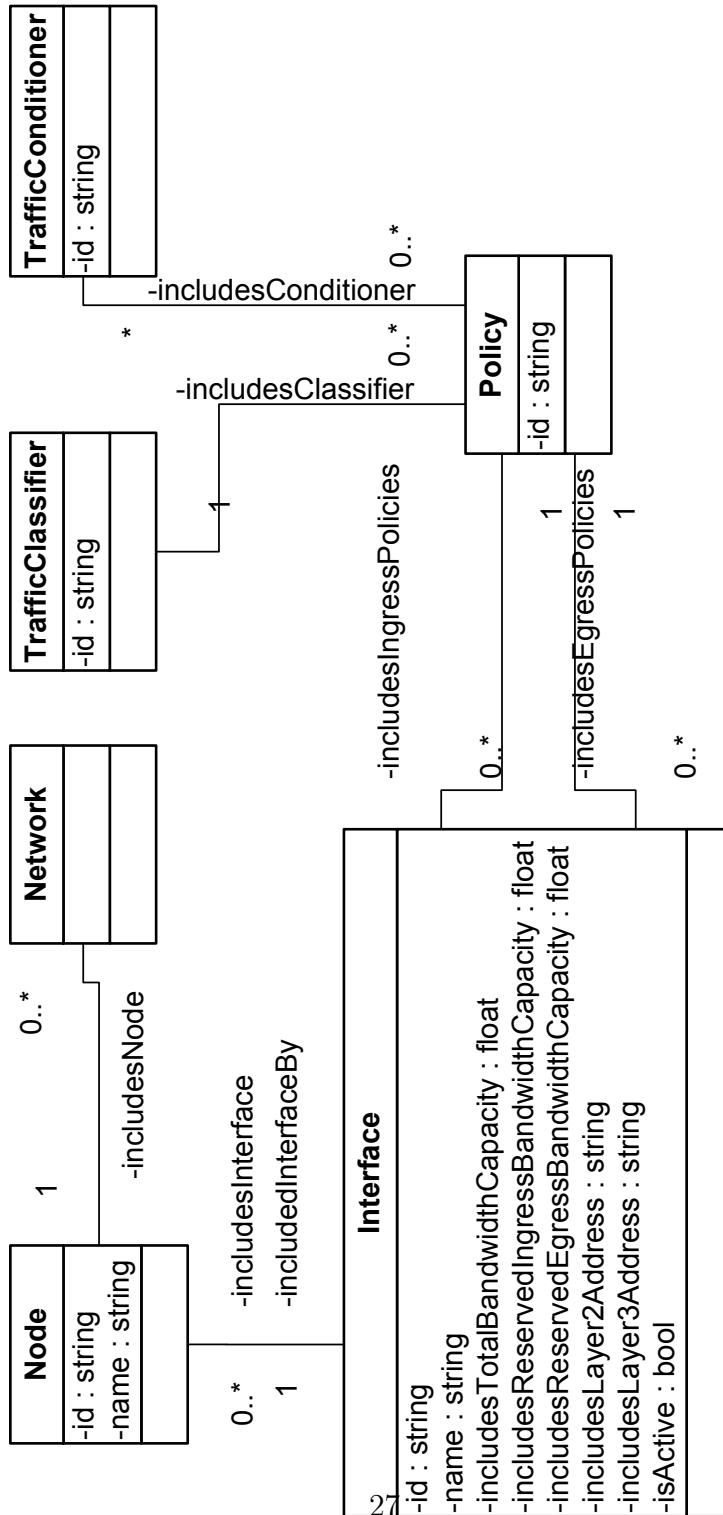 Node
-id : string
-name : string
1
0..*
-includesNode
Network
TrafficClassifier
-id : string
TrafficConditioner
-id : string
0..*
1
-includesInterface
-includedInterfaceBy
1
-includesClassifier
0..*
*
-includesConditioner
0..*
Interface
-id : string
-name : string
-includesTotalBandwidthCapacity : float
-includesReservedIngressBandwidthCapacity : float
-includesReservedEgressBandwidthCapacity : float
-includesLayer2Address : string
-includesLayer3Address : string
-isActive : bool
-includesIngressPolicies
0..*
1
-includesEgressPolicies
0..*
1
Policy
-id : string
27